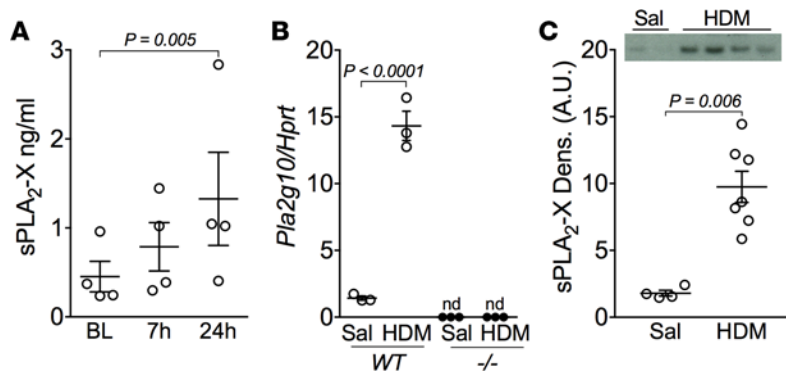 A
sPLA₂-X ng/ml
3
2
1
0
P = 0.005
BL 7h 24h
B
Pla2g10/Hprt
20
15
10
5
0
P < 0.0001
nd nd
Sal HDM Sal HDM
WT -/-
C
Sal HDM
sPLA₂-X Dens. (A.U.)
20
15
10
5
0
P = 0.006
Sal HDM